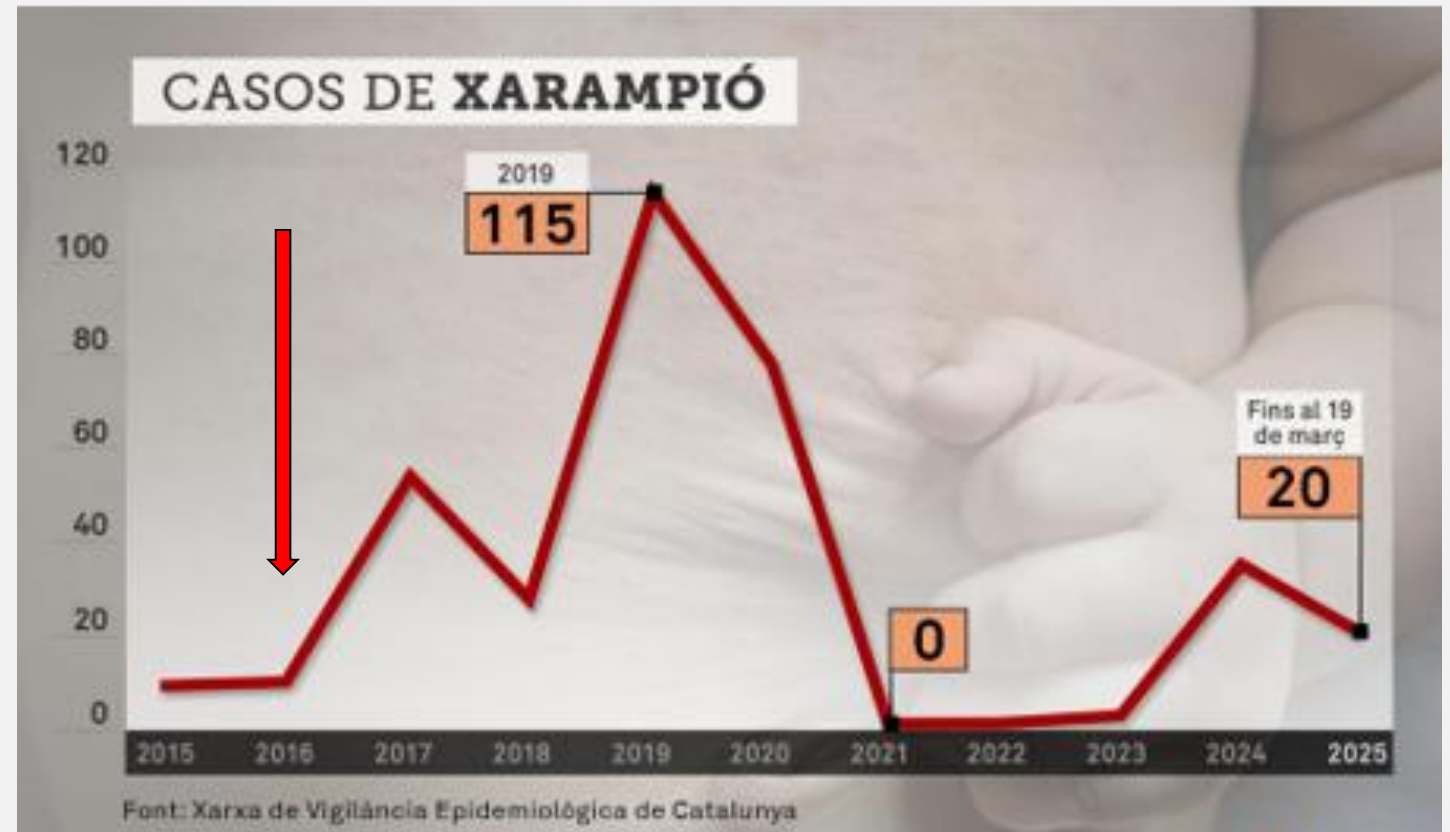 CASOS DE XARAMPIÓ
120
100
80
60
40
20
0
2019
115
0
Fins al 19
de març
20
2015 2016 2017 2018 2019 2020 2021 2022 2023 2024 2025
Font: Xarxa de Vigilància Epidemiològica de Catalunya